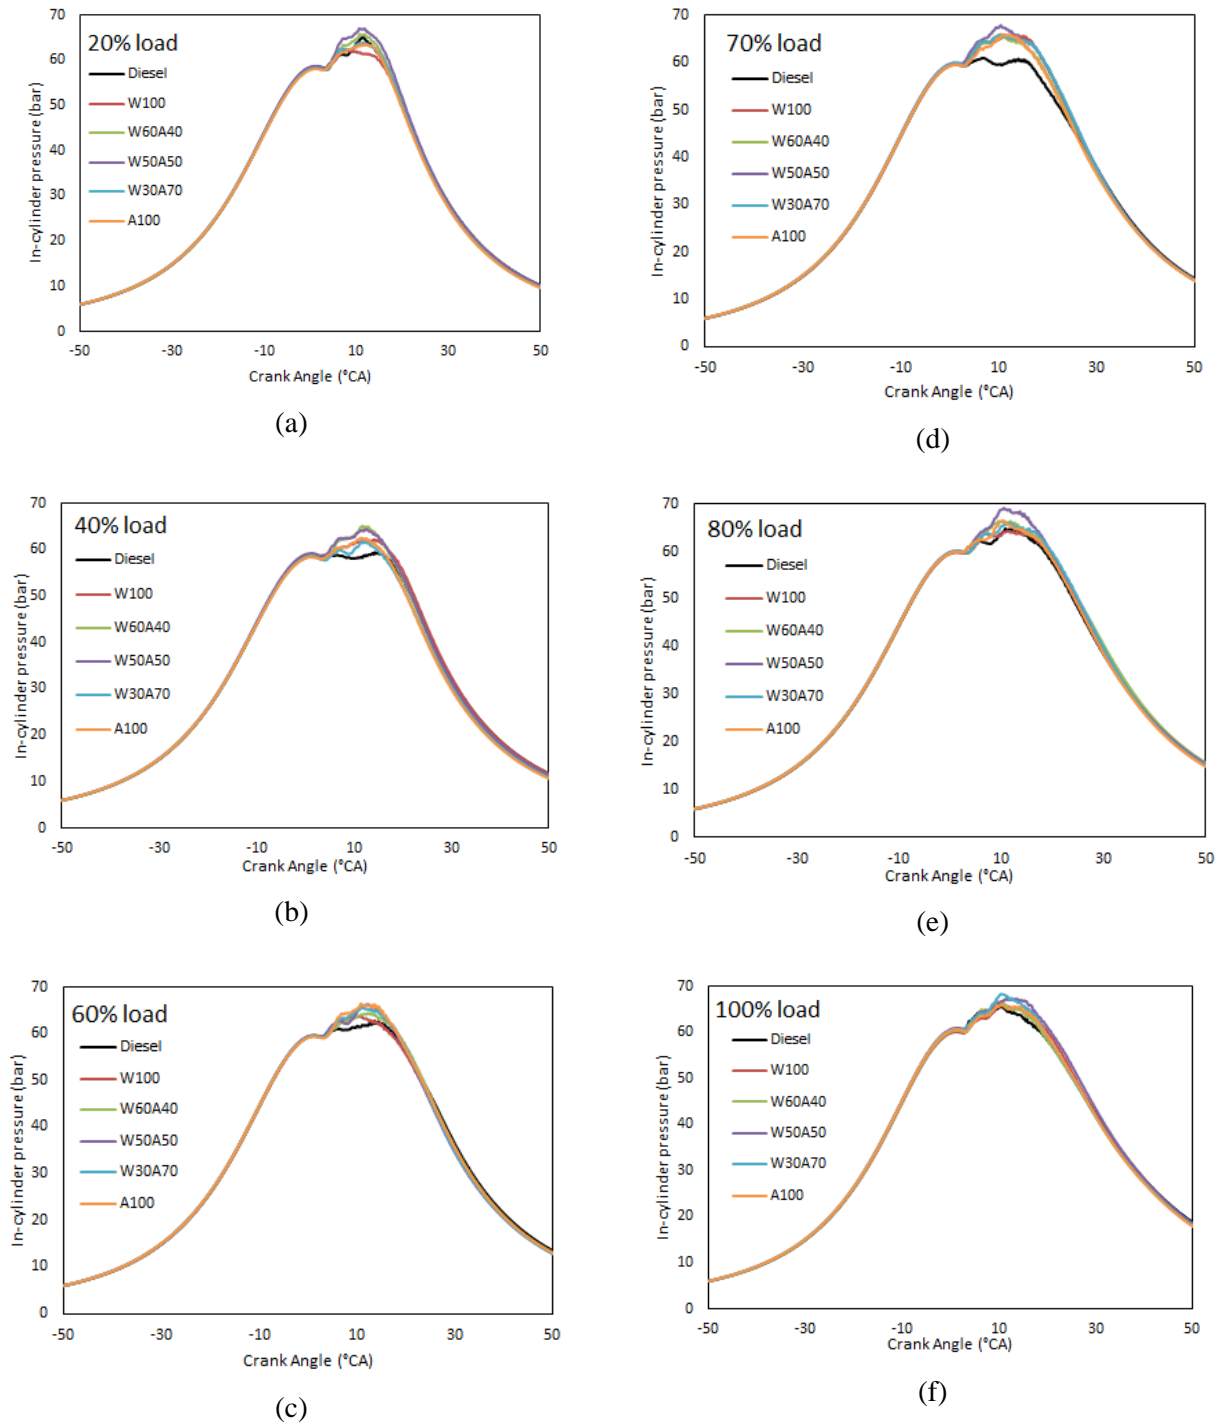 70
60
50
40
30
20
10
0
In-cylinder pressure (bar)
20% load
Diesel
W100
W60A40
W50A50
W30A70
A100
-50 -30 -10 10 30 50
Crank Angle (°CA)
(a)
70
60
50
40
30
20
10
0
In-cylinder pressure (bar)
70% load
Diesel
W100
W60A40
W50A50
W30A70
A100
-50 -30 -10 10 30 50
Crank Angle (°CA)
(d)
70
60
50
40
30
20
10
0
In-cylinder pressure (bar)
40% load
Diesel
W100
W60A40
W50A50
W30A70
A100
-50 -30 -10 10 30 50
Crank Angle (°CA)
(b)
70
60
50
40
30
20
10
0
In-cylinder pressure (bar)
80% load
Diesel
W100
W60A40
W50A50
W30A70
A100
-50 -30 -10 10 30 50
Crank Angle (°CA)
(e)
70
60
50
40
30
20
10
0
In-cylinder pressure (bar)
60% load
Diesel
W100
W60A40
W50A50
W30A70
A100
-50 -30 -10 10 30 50
Crank Angle (°CA)
(c)
70
60
50
40
30
20
10
0
In-cylinder pressure (bar)
100% load
Diesel
W100
W60A40
W50A50
W30A70
A100
-50 -30 -10 10 30 50
Crank Angle (°CA)
(f)